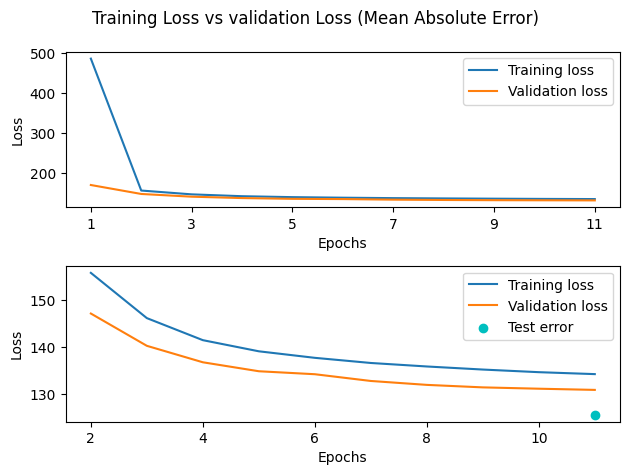 Training Loss vs validation Loss (Mean Absolute Error)
500
400
300
200
Loss
Training loss
Validation loss
1 3 5 7 9 11
Epochs
150
140
130
Loss
Training loss
Validation loss
Test error
2 4 6 8 10
Epochs